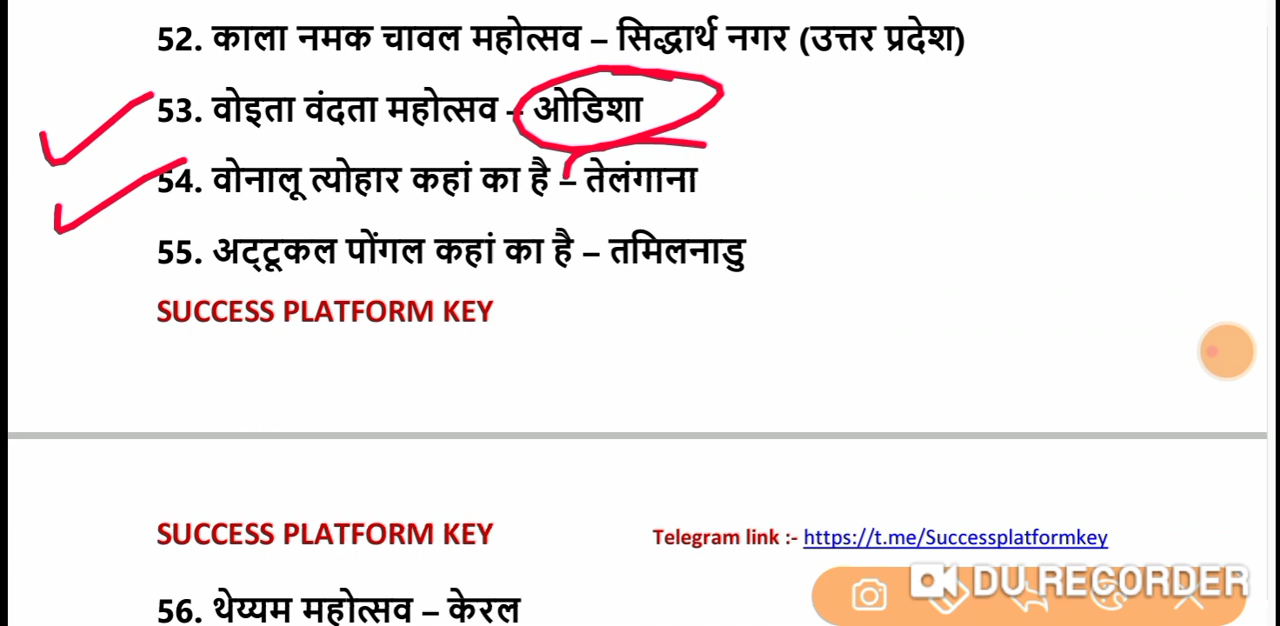 52. काला नमक चावल महोत्सव – सिद्धार्थ नगर (उत्तर प्रदेश)
53. वोइता वंदता महोत्सव – ओडिशा
54. वोनालू त्योहार कहां का है – तेलंगाना
55. अट्टूकल पोंगल कहां का है – तमिलनाडु
SUCCESS PLATFORM KEY
SUCCESS PLATFORM KEY Telegram link :- https://t.me/Successplatformkey
DU RECORDER
56. थेय्यम महोत्सव – केरल